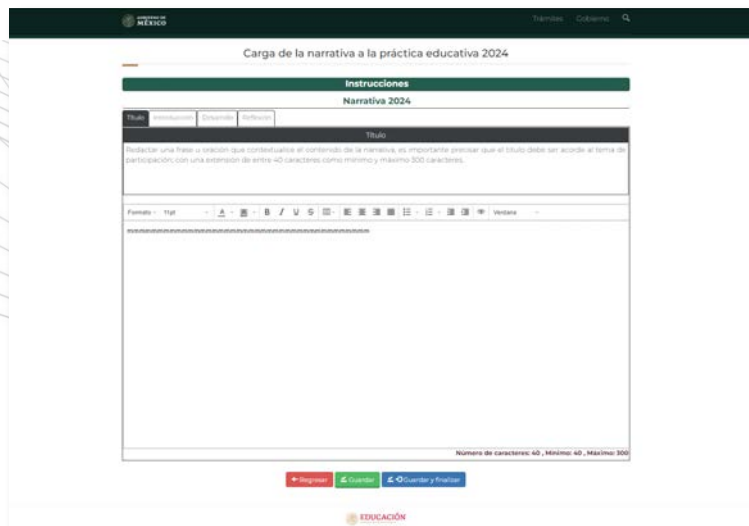 GOBIERNO DE
MÉXICO
Trámites Gobierno
Carga de la narrativa a la práctica educativa 2024
Instrucciones
Narrativa 2024
Título Introducción Desarrollo Reflexión
Título
Redactar una frase u oración que contextualice el contenido de la narrativa, es importante precisar que el título debe ser acorde al tema de
participación; con una extensión de entre 40 caracteres como mínimo y máximo 300 caracteres.
Formato 11pt A B I U S Ventana
Número de caracteres: 40 , Mínimo: 40 , Máximo: 300
Regresar Guardar Guardar y finalizar
EDUCACIÓN